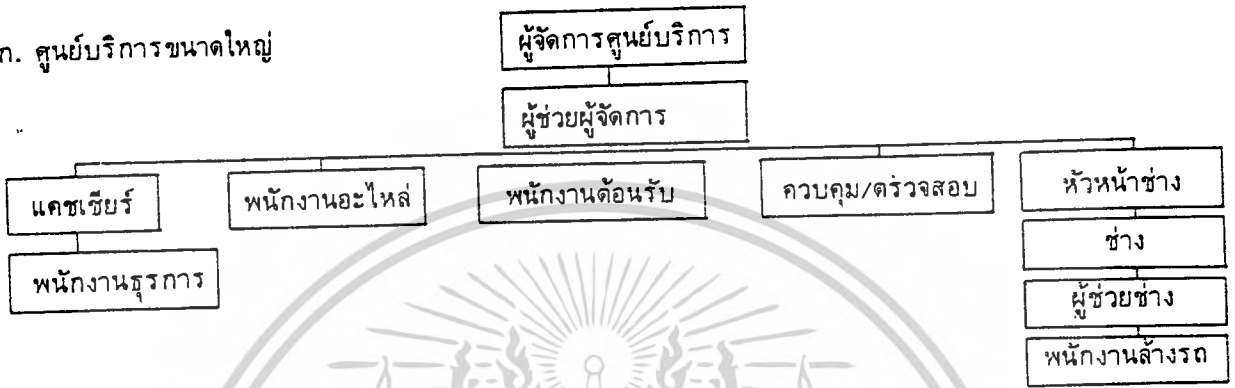 ก. ศูนย์บริการขนาดใหญ่
ผู้จัดการศูนย์บริการ
ผู้ช่วยผู้จัดการ
แคชเชียร์
พนักงานอะไหล่
พนักงานต้อนรับ
ควบคุม/ตรวจสอบ
หัวหน้าช่าง
พนักงานธุรการ
ช่าง
ผู้ช่วยช่าง
พนักงานล้างรถ